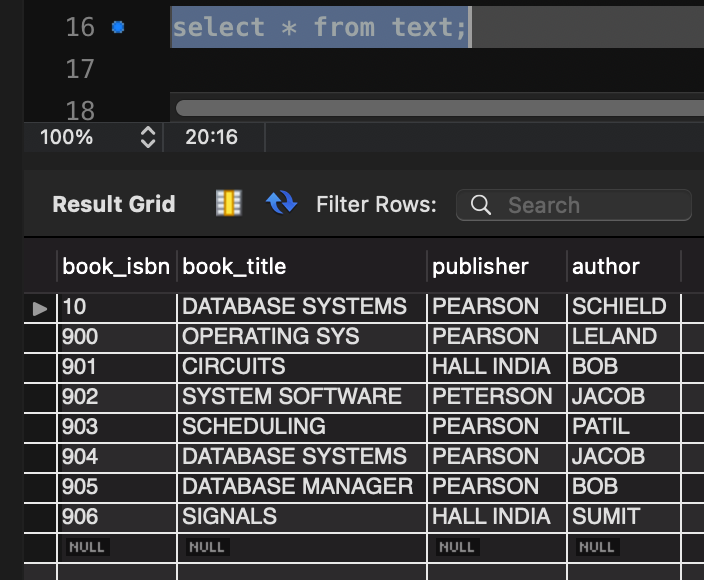 16 select * from text;
17
18
100% 20:16
Result Grid Filter Rows: Search
book_isbn book_title publisher author
10 DATABASE SYSTEMS PEARSON SCHIELD
900 OPERATING SYS PEARSON LELAND
901 CIRCUITS HALL INDIA BOB
902 SYSTEM SOFTWARE PETERSON JACOB
903 SCHEDULING PEARSON PATIL
904 DATABASE SYSTEMS PEARSON JACOB
905 DATABASE MANAGER PEARSON BOB
906 SIGNALS HALL INDIA SUMIT
NULL NULL NULL NULL